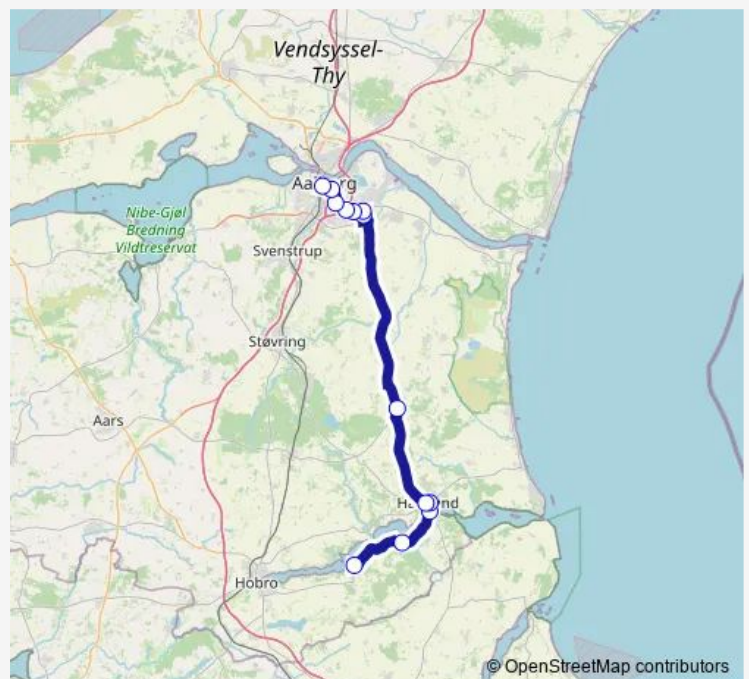 Vendsyssel-
Thy
Nibe-Gjøl
Bredning
Vildtreservat
Svenstrup
Støvring
Aars
Hobro
© OpenStreetMap contributors